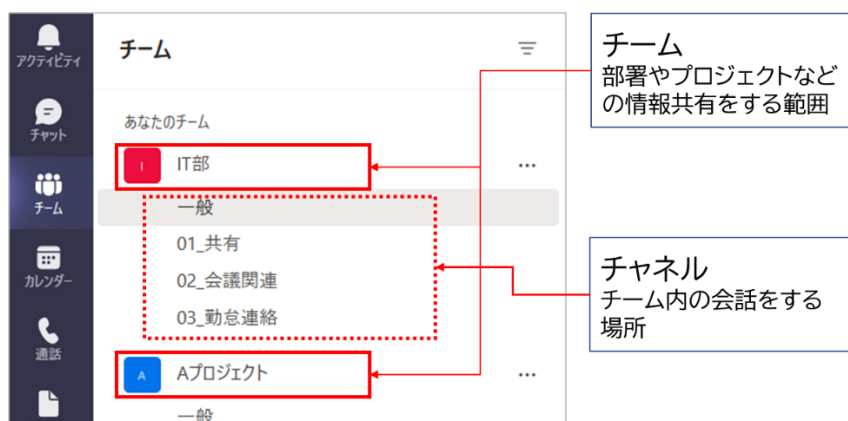 アクティビティ
チャット
チーム
カレンダー
通話
チーム
あなたのチーム
I IT部 ...
一般
01_共有
02_会議関連
03_勤怠連絡
A Aプロジェクト ...
一般
チーム
部署やプロジェクトなど
の情報共有をする範囲
チャネル
チーム内の会話をする
場所